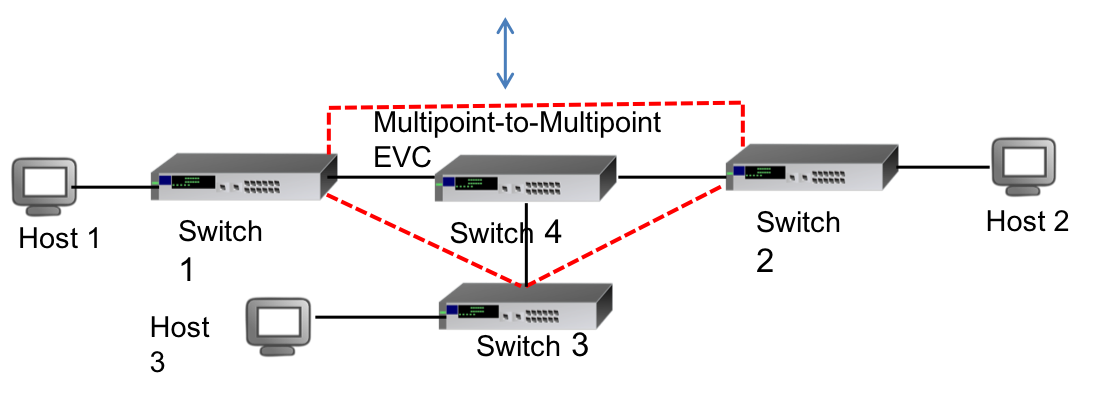 Multipoint-to-Multipoint
EVC
Switch 4
Switch
1
Switch
2
Host 1
Host 2
Host
3
Switch 3